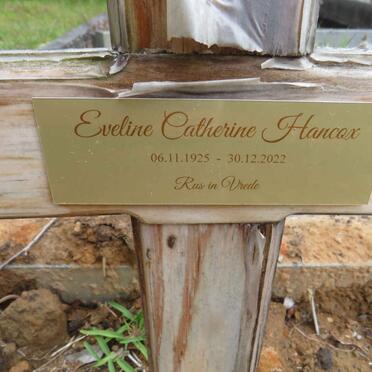 Eveline Catherine Hancox
06.11.1925 - 30.12.2022
Rus in Vrede